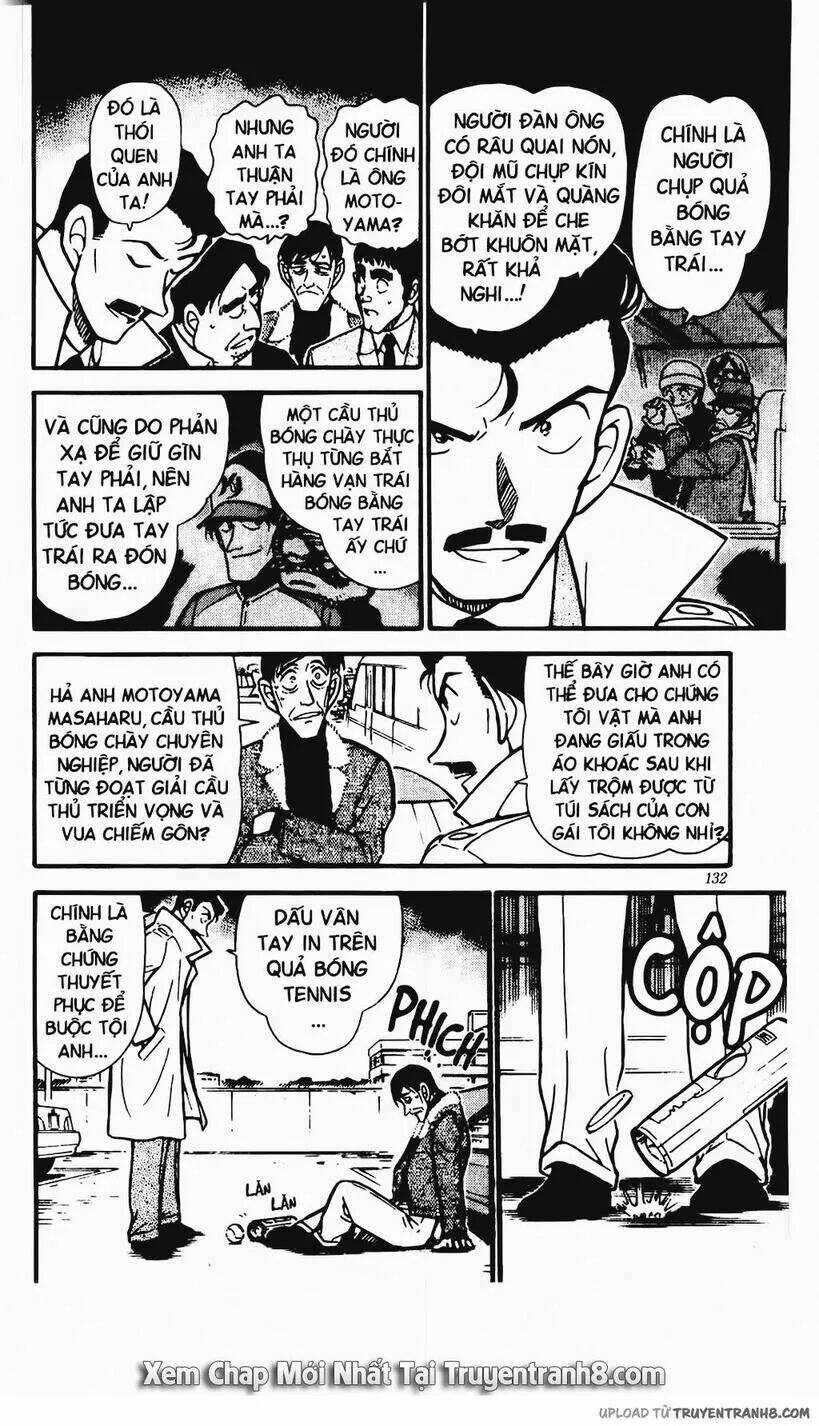 CHÍNH LÀ
NGƯỜI
CHỤP QUẢ
BÓNG
BẰNG TAY
TRÁI...
NGƯỜI ĐÀN ÔNG
CÓ RÂU QUAI NÓN,
ĐỘI MŨ CHỤP KÍN
ĐÔI MẮT VÀ QUÀNG
KHĂN ĐỂ CHE
BỚT KHUÔN MẶT,
RẤT KHẢ
NGHI...!
NGƯỜI
ĐÓ CHÍNH
LÀ ÔNG
MOTO-
YAMA?
NHƯNG
ANH TA
THUẬN
TAY PHẢI
MÀ...?
ĐÓ LÀ
THÓI
QUEN
CỦA ANH
TA!
MỘT CẦU THỦ
BÓNG CHÀY THỰC
THỤ TỪNG BẮT
HÀNG VẠN TRÁI
BÓNG BẰNG
TAY TRÁI
ẤY CHỨ
...
VÀ CŨNG DO PHẢN
XẠ ĐỂ GIỮ GÌN
TAY PHẢI, NÊN
ANH TA LẬP
TỨC ĐƯA TAY
TRÁI RA ĐÓN
BÓNG...
THẾ BÂY GIỜ ANH CÓ
THỂ ĐƯA CHO CHÚNG
TÔI VẬT MÀ ANH
ĐANG GIẤU TRONG
ÁO KHOÁC SAU KHI
LẤY TRỘM ĐƯỢC TỪ
TÚI SÁCH CỦA CON
GÁI TÔI KHÔNG NHỈ?
HẢ ANH MOTOYAMA
MASAHARU, CẦU THỦ
BÓNG CHÀY CHUYÊN
NGHIỆP, NGƯỜI ĐÃ
TỪNG ĐOẠT GIẢI CẦU
THỦ TRIỂN VỌNG VÀ
VUA CHIẾM GÔN?
132
CỘP
DẤU VÂN
TAY IN TRÊN
QUẢ BÓNG
TENNIS
...
PHỊCH
LĂN
LĂN
CHÍNH LÀ
BẰNG
CHỨNG
THUYẾT
PHỤC ĐỂ
BUỘC TỘI
ANH...
Xem Chap Mới Nhất Tại Truyentranh8.com
UPLOAD TỪ TRUYENTRANH8.COM